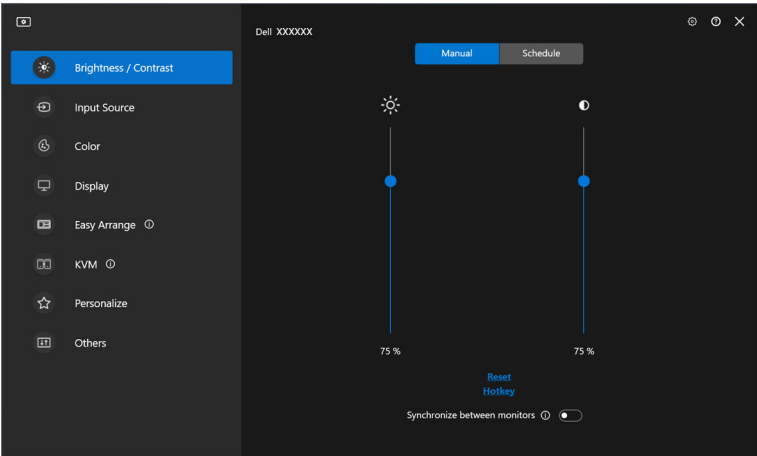 Dell XXXXXX
Manual Schedule
Brightness / Contrast
Input Source
Color
Display
Easy Arrange
KVM
Personalize
Others
75 % 75 %
Reset
Hotkey
Synchronize between monitors